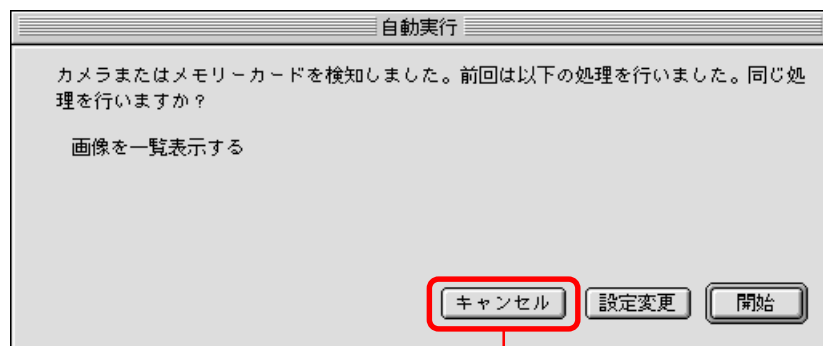 自動実行
カメラまたはメモリーカードを検知しました。前回は以下の処理を行いました。同じ処
理を行いますか？
画像を一覧表示する
キャンセル 設定変更 開始